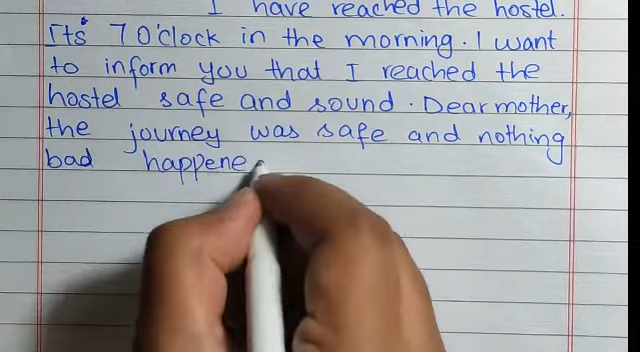 I have reached the hostel.
It's 7 O'clock in the morning. I want
to inform you that I reached the
hostel safe and sound. Dear mother,
the journey was safe and nothing
bad happene